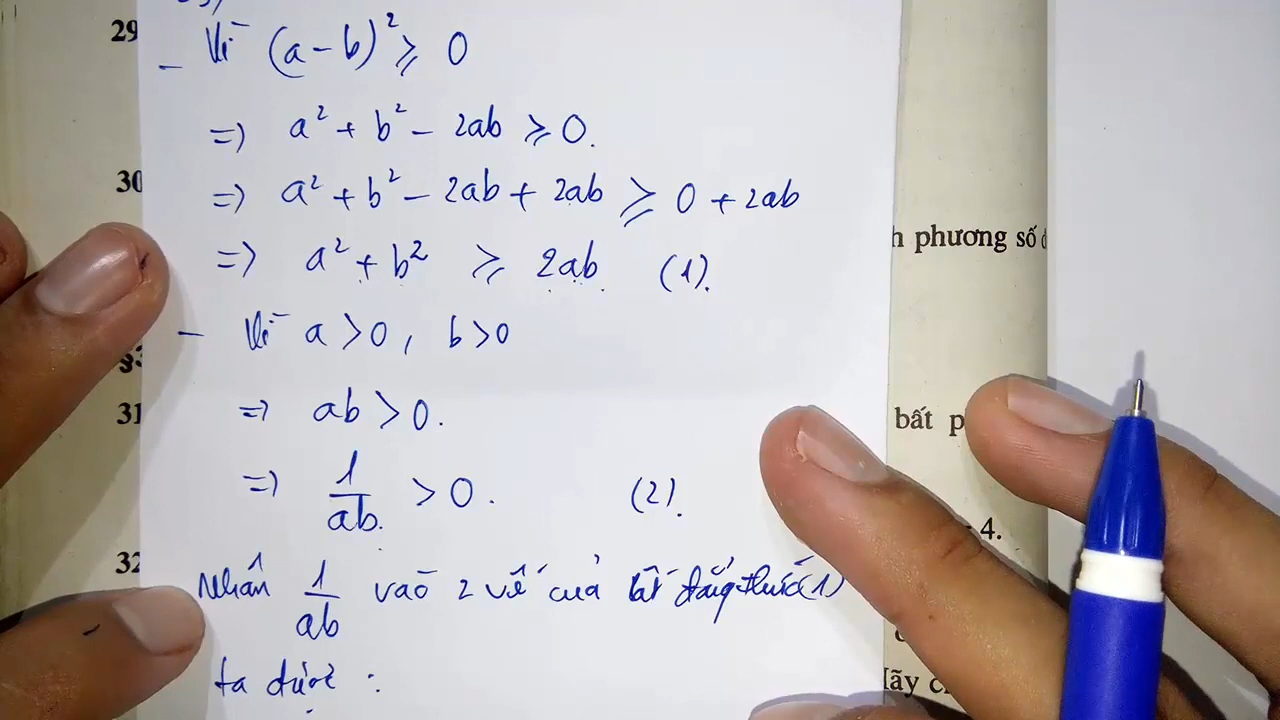 29
- Vì (a - b)² ⩾ 0
=> a² + b² - 2ab ⩾ 0.
30
=> a² + b² - 2ab + 2ab ⩾ 0 + 2ab
h phương số
=> a² + b² ⩾ 2ab (1).
- Vì a > 0, b > 0
§3
31
=> ab > 0.
bất p
=> 1/ab > 0. (2).
4.
32
Nhân 1/ab vào 2 vế của bất đẳng thức (1)
ta được :